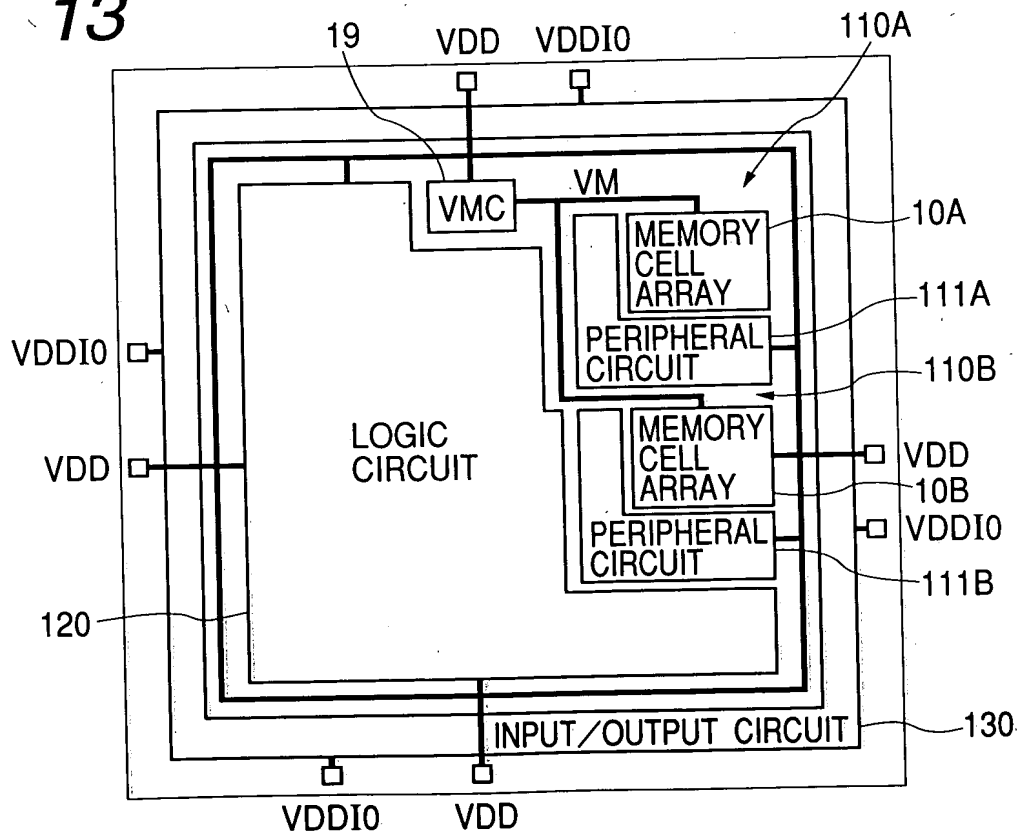 13
19
VDD
VDDI0
110A
VMC
VM
10A
MEMORY
CELL
ARRAY
111A
PERIPHERAL
CIRCUIT
VDDI0
110B
MEMORY
CELL
ARRAY
LOGIC
CIRCUIT
VDD
VDD
10B
VDDI0
PERIPHERAL
CIRCUIT
111B
120
INPUT/OUTPUT CIRCUIT
130
VDDI0
VDD